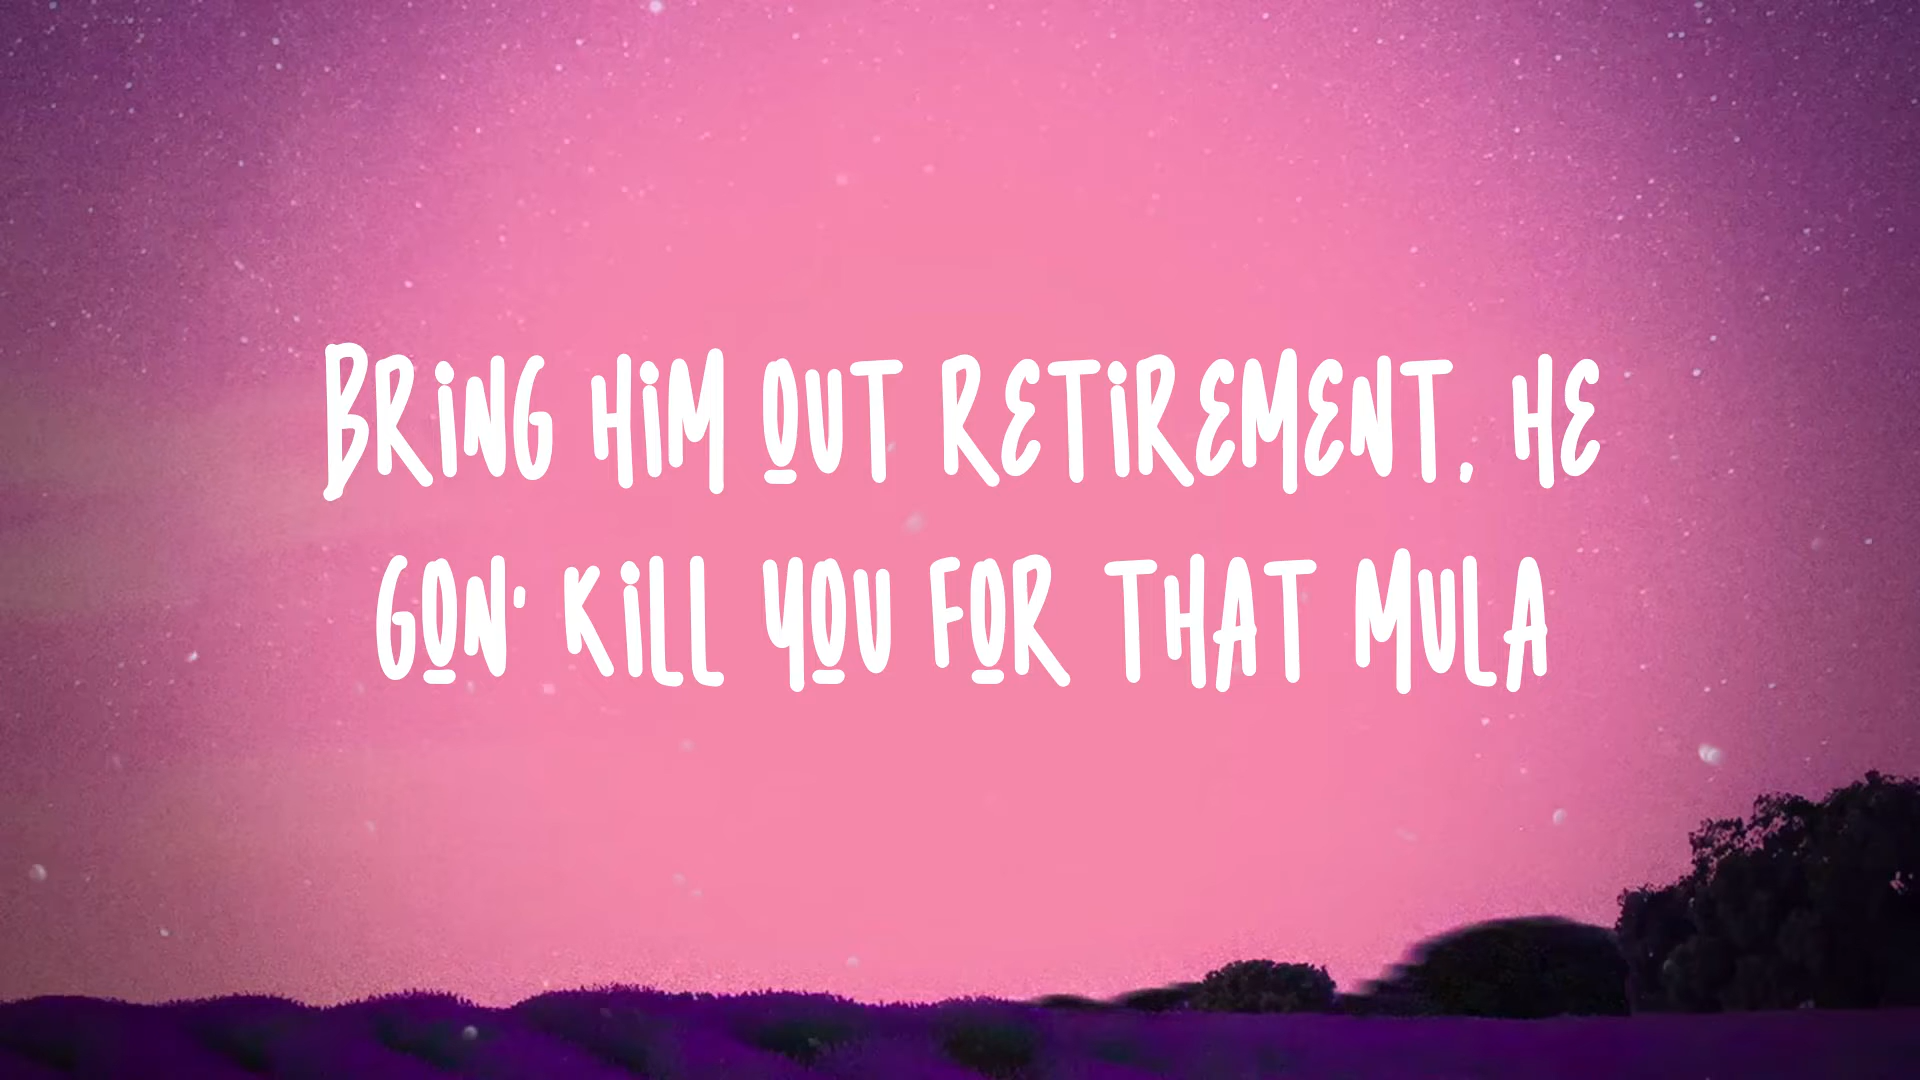 BRiNG HiM OUT RETiREMENT, HE
GON' KiLL YOU FOR THAT MULA